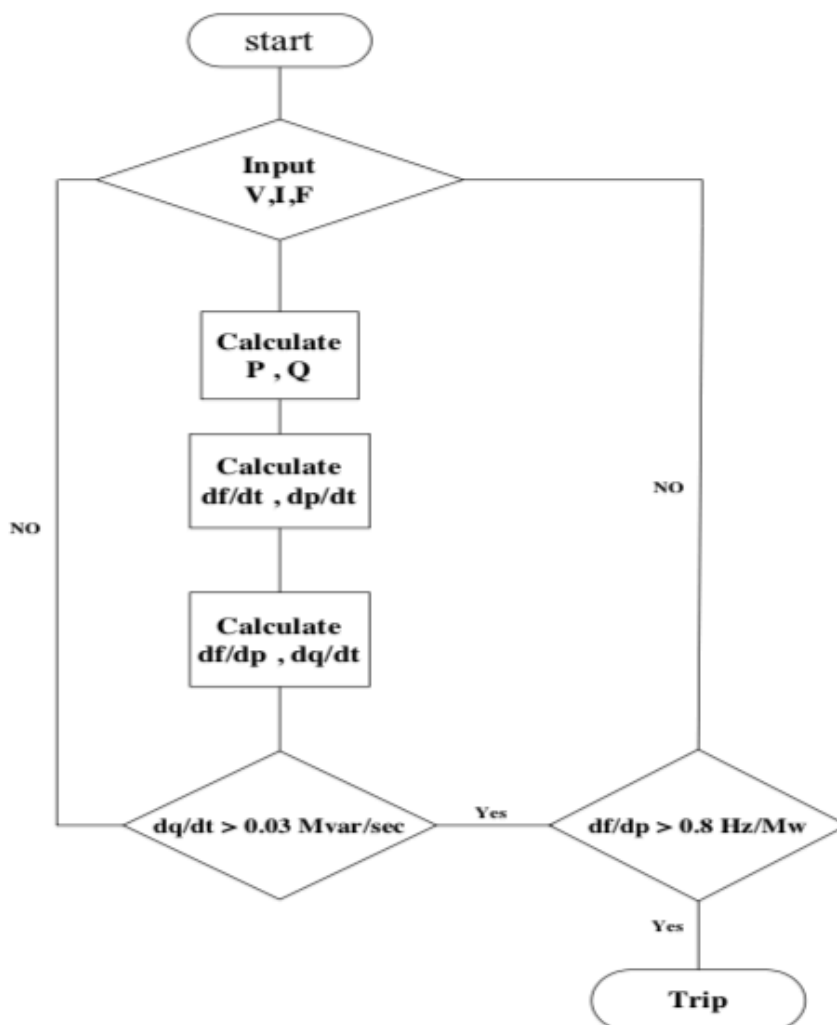 start
Input
V,I,F
Calculate
P , Q
Calculate
df/dt , dp/dt
NO
NO
Calculate
df/dp , dq/dt
dq/dt > 0.03 Mvar/sec
Yes
df/dp > 0.8 Hz/Mw
Yes
Trip